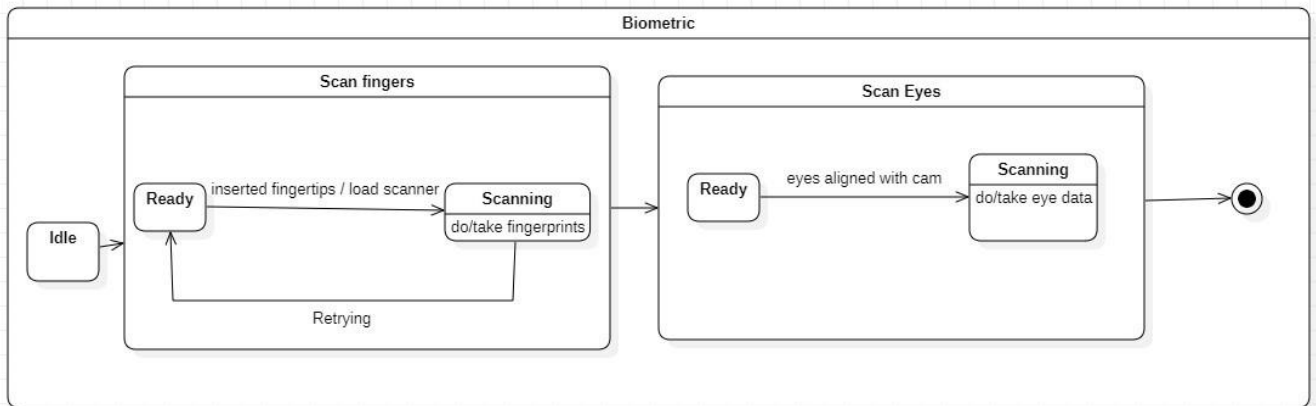 Biometric
Scan fingers
Ready
inserted fingertips / load scanner
Scanning
do/take fingerprints
Retrying
Idle
Scan Eyes
Ready
eyes aligned with cam
Scanning
do/take eye data